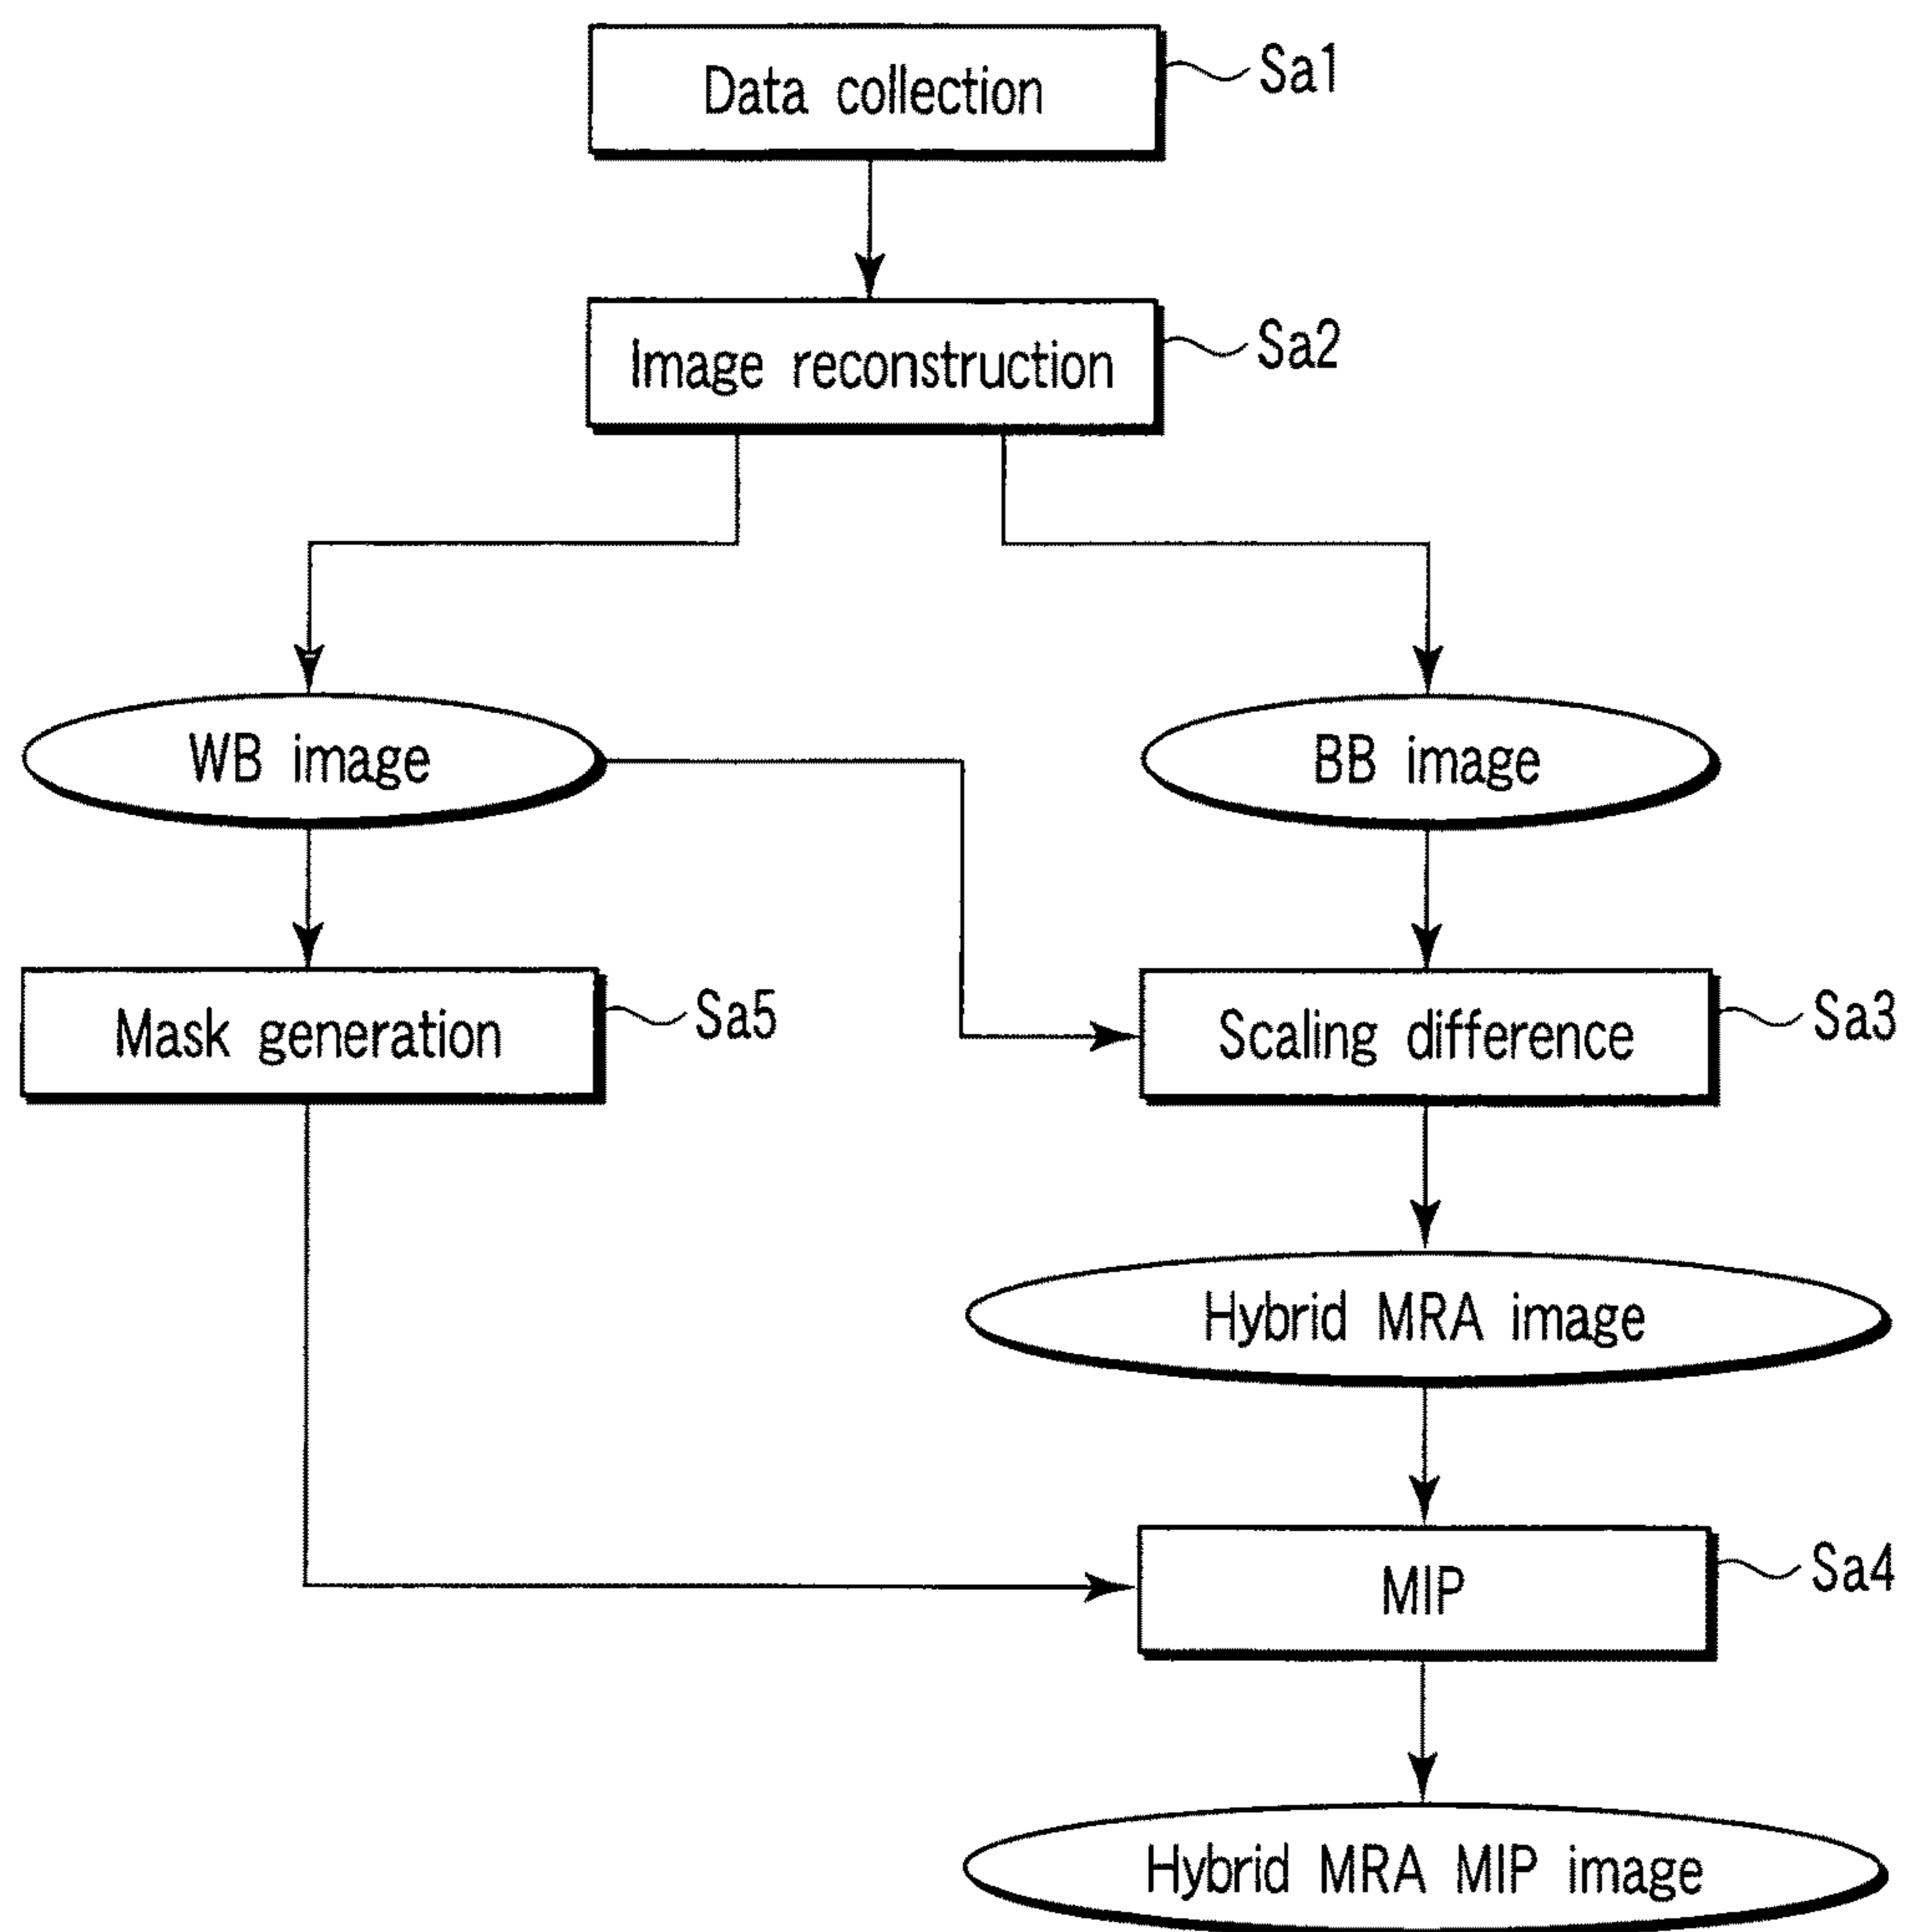 Data collection
Sa1
Image reconstruction
Sa2
WB image
BB image
Mask generation
Sa5
Scaling difference
Sa3
Hybrid MRA image
MIP
Sa4
Hybrid MRA MIP image